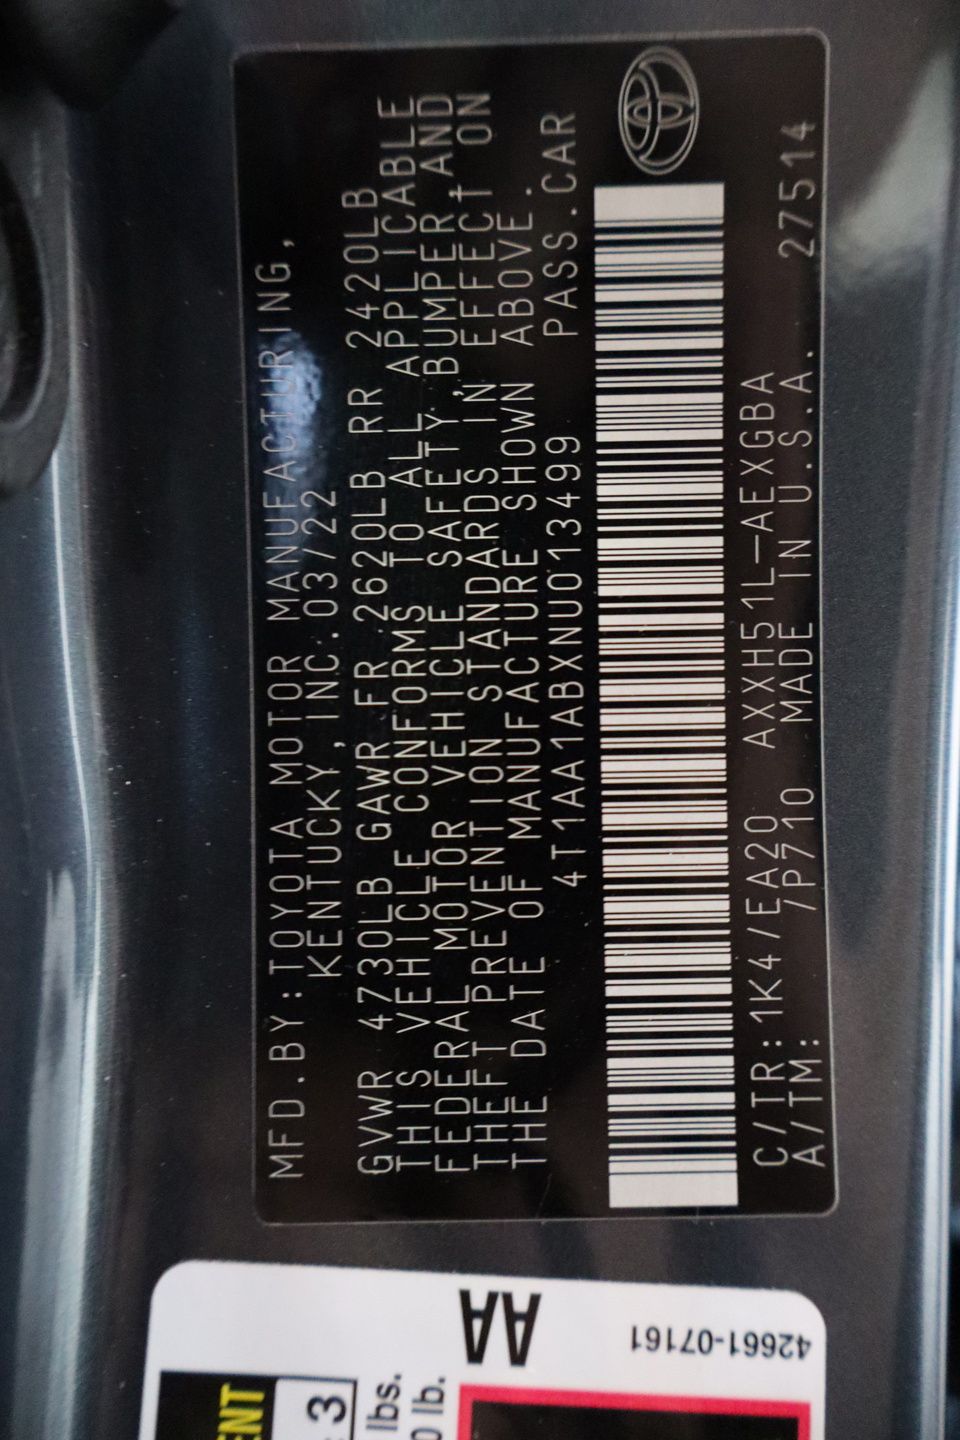 MFD.BY:TOYOTA MOTOR MANUFACTURING,
KENTUCKY, INC.03/22
GVWR 4730LB GAWR FR 2620LB RR 2420LB
THIS VEHICLE CONFORMS TO ALL APPLICABLE
FEDERAL MOTOR VEHICLE SAFETY,BUMPER,AND
THEFT PREVENTION STANDARDS IN EFFECT ON
THE DATE OF MANUFACTURE SHOWN ABOVE.
4T1AA1ABXNU013499 PASS.CAR
C/TR:1K4/EA20 AXXH51L-AEXGBA
A/TM: /P710 MADE IN U.S.A. 27514
AA
42661-07161
3
lbs.
lb.